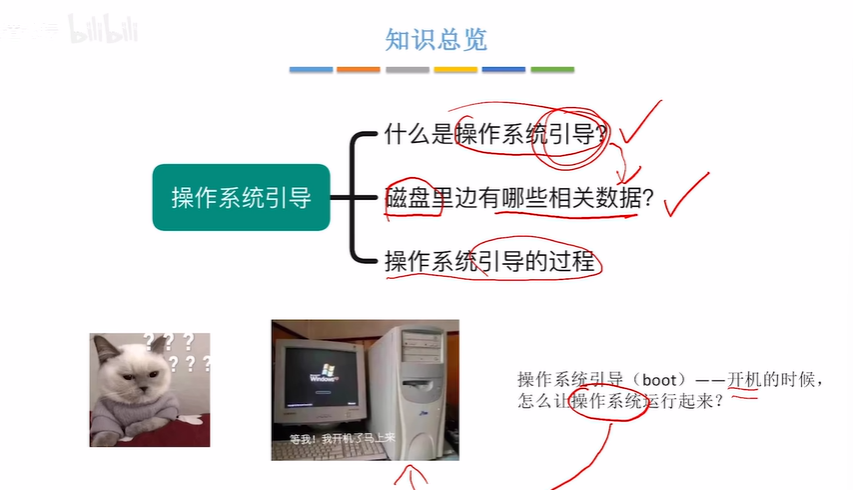 bilibili
知识总览
什么是操作系统引导?
操作系统引导
磁盘里边有哪些相关数据?
操作系统引导的过程
? ? ?
? ? ?
Windows
等我！我开机了马上来
操作系统引导（boot）——开机的时候，
怎么让操作系统运行起来?